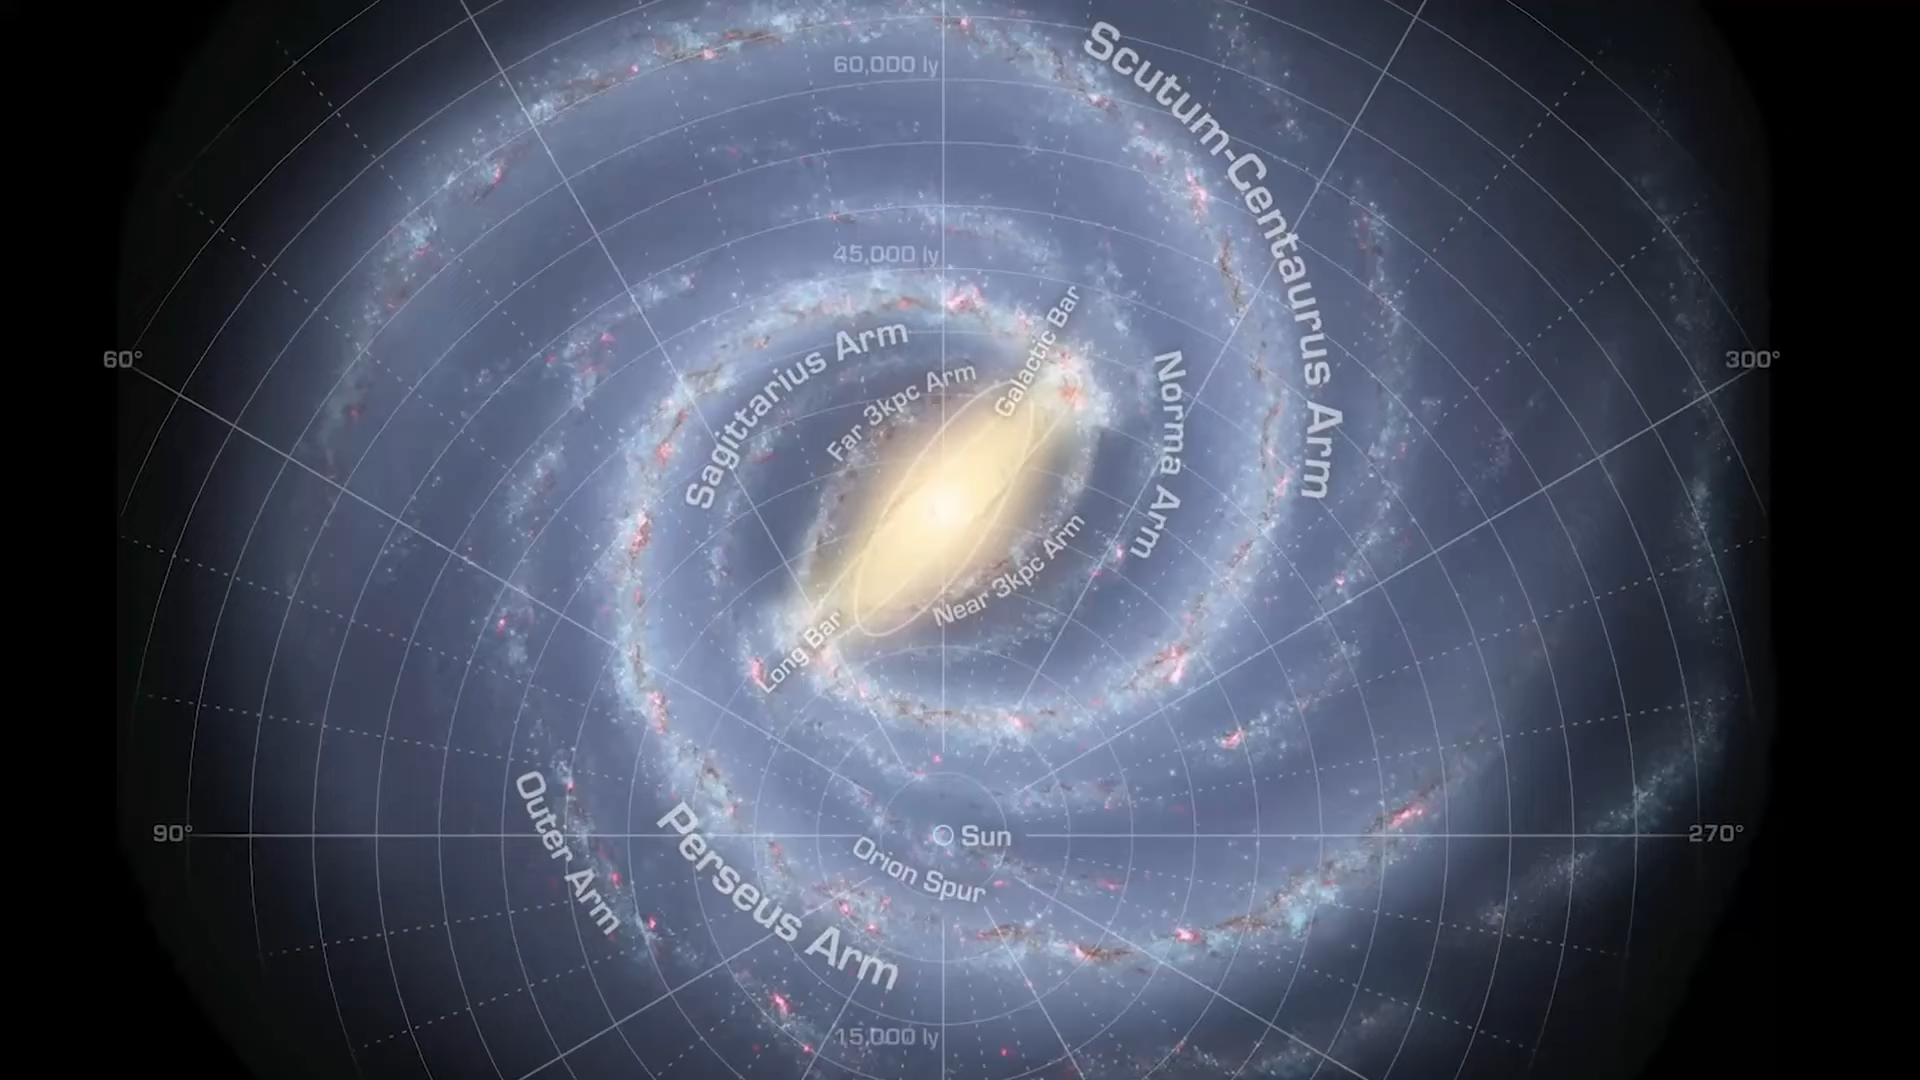 60,000 ly
Scutum-Centaurus Arm
45,000 ly
Sagittarius Arm
Far 3kpc Arm
Galactic Bar
Norma Arm
60°
300°
Near 3kpc Arm
Long Bar
Outer Arm
Perseus Arm
90°
Sun
270°
Orion Spur
15,000 ly